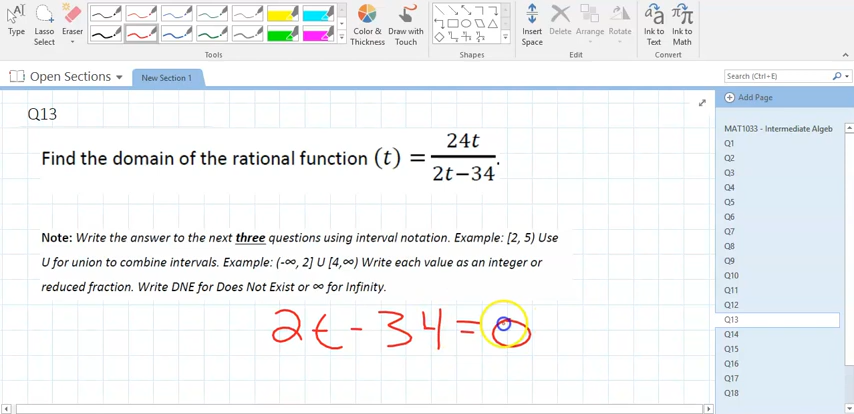 Type
Lasso Select
Eraser
Color & Thickness
Draw with Touch
Insert Space
Delete
Arrange
Rotate
Ink to Text
Ink to Math
Tools
Shapes
Edit
Convert
Open Sections
New Section 1
Search (Ctrl+E)
Add Page
Q13
Find the domain of the rational function (t) = 24t / 2t−34.
Note: Write the answer to the next three questions using interval notation. Example: [2, 5) Use
U for union to combine intervals. Example: (-∞, 2] U [4,∞) Write each value as an integer or
reduced fraction. Write DNE for Does Not Exist or ∞ for Infinity.
2t - 34 = 0
MAT1033 - Intermediate Algeb
Q1
Q2
Q3
Q4
Q5
Q6
Q7
Q8
Q9
Q10
Q11
Q12
Q13
Q14
Q15
Q16
Q17
Q18